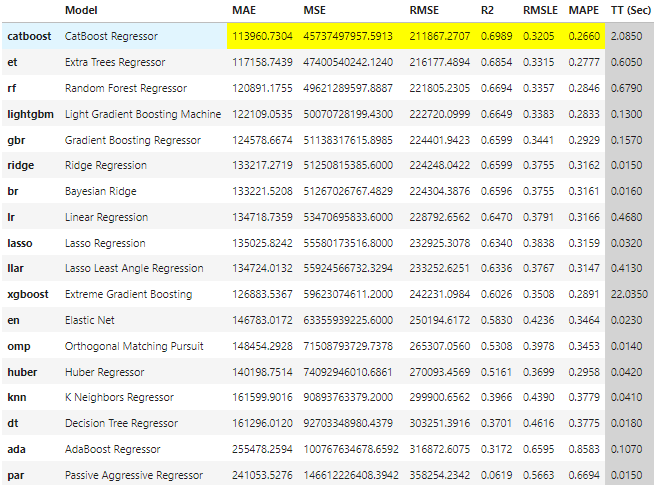 Model MAE MSE RMSE R2 RMSLE MAPE TT (Sec)
catboost CatBoost Regressor 113960.7304 45737497957.5913 211867.2707 0.6989 0.3205 0.2660 2.0850
et Extra Trees Regressor 117158.7439 47400540242.1240 216177.4894 0.6854 0.3315 0.2777 0.6050
rf Random Forest Regressor 120891.1755 49621289597.8887 221805.2305 0.6694 0.3357 0.2846 0.6790
lightgbm Light Gradient Boosting Machine 122109.0535 50070728199.4300 222720.0999 0.6649 0.3383 0.2833 0.1300
gbr Gradient Boosting Regressor 124578.6674 51138317615.8985 224401.9423 0.6599 0.3441 0.2929 0.1570
ridge Ridge Regression 133217.2719 51250815385.6000 224248.0422 0.6599 0.3755 0.3162 0.0150
br Bayesian Ridge 133221.5208 51267026767.4829 224304.3876 0.6596 0.3755 0.3161 0.0160
lr Linear Regression 134718.7359 53470695833.6000 228792.6562 0.6470 0.3791 0.3166 0.4680
lasso Lasso Regression 135025.8242 55580173516.8000 232925.3078 0.6340 0.3838 0.3159 0.0320
llar Lasso Least Angle Regression 134724.0132 55924566732.3294 233252.6251 0.6336 0.3767 0.3147 0.4130
xgboost Extreme Gradient Boosting 126883.5367 59623074611.2000 242231.0984 0.6026 0.3508 0.2891 22.0350
en Elastic Net 146783.0172 63355939225.6000 250194.6172 0.5830 0.4236 0.3464 0.0230
omp Orthogonal Matching Pursuit 148454.2928 71508793729.7378 265307.0560 0.5308 0.3978 0.3453 0.0140
huber Huber Regressor 140198.7514 74092946010.6861 270093.4569 0.5161 0.3699 0.2958 0.0420
knn K Neighbors Regressor 161599.9016 90893763379.2000 299900.6562 0.3966 0.4390 0.3779 0.0410
dt Decision Tree Regressor 161296.0120 92703348980.4379 303251.3916 0.3701 0.4616 0.3775 0.0180
ada AdaBoost Regressor 255478.2594 100767634678.6592 316872.6075 0.3172 0.6595 0.8583 0.1070
par Passive Aggressive Regressor 241053.5276 146612226408.3942 358254.2342 0.0619 0.5663 0.6694 0.0150